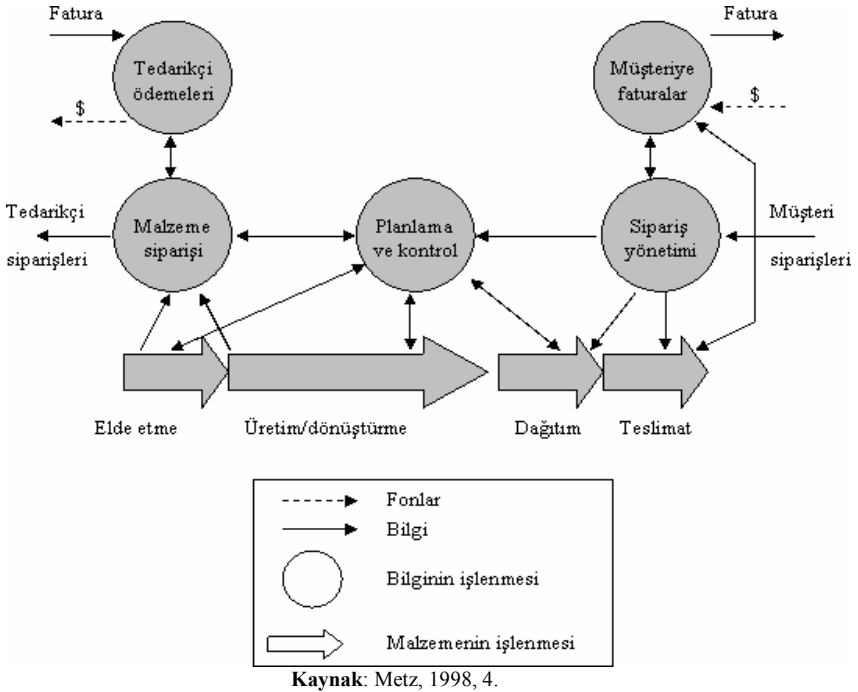 Fatura
Fatura
Tedarikçi
ödemeleri
Müşteriye
faturalar
$
$
Tedarikçi
siparişleri
Malzeme
siparişi
Planlama
ve kontrol
Sipariş
yönetimi
Müşteri
siparişleri
Elde etme
Üretim/dönüştürme
Dağıtım
Teslimat
Fonlar
Bilgi
Bilginin işlenmesi
Malzemenin işlenmesi
Kaynak: Metz, 1998, 4.